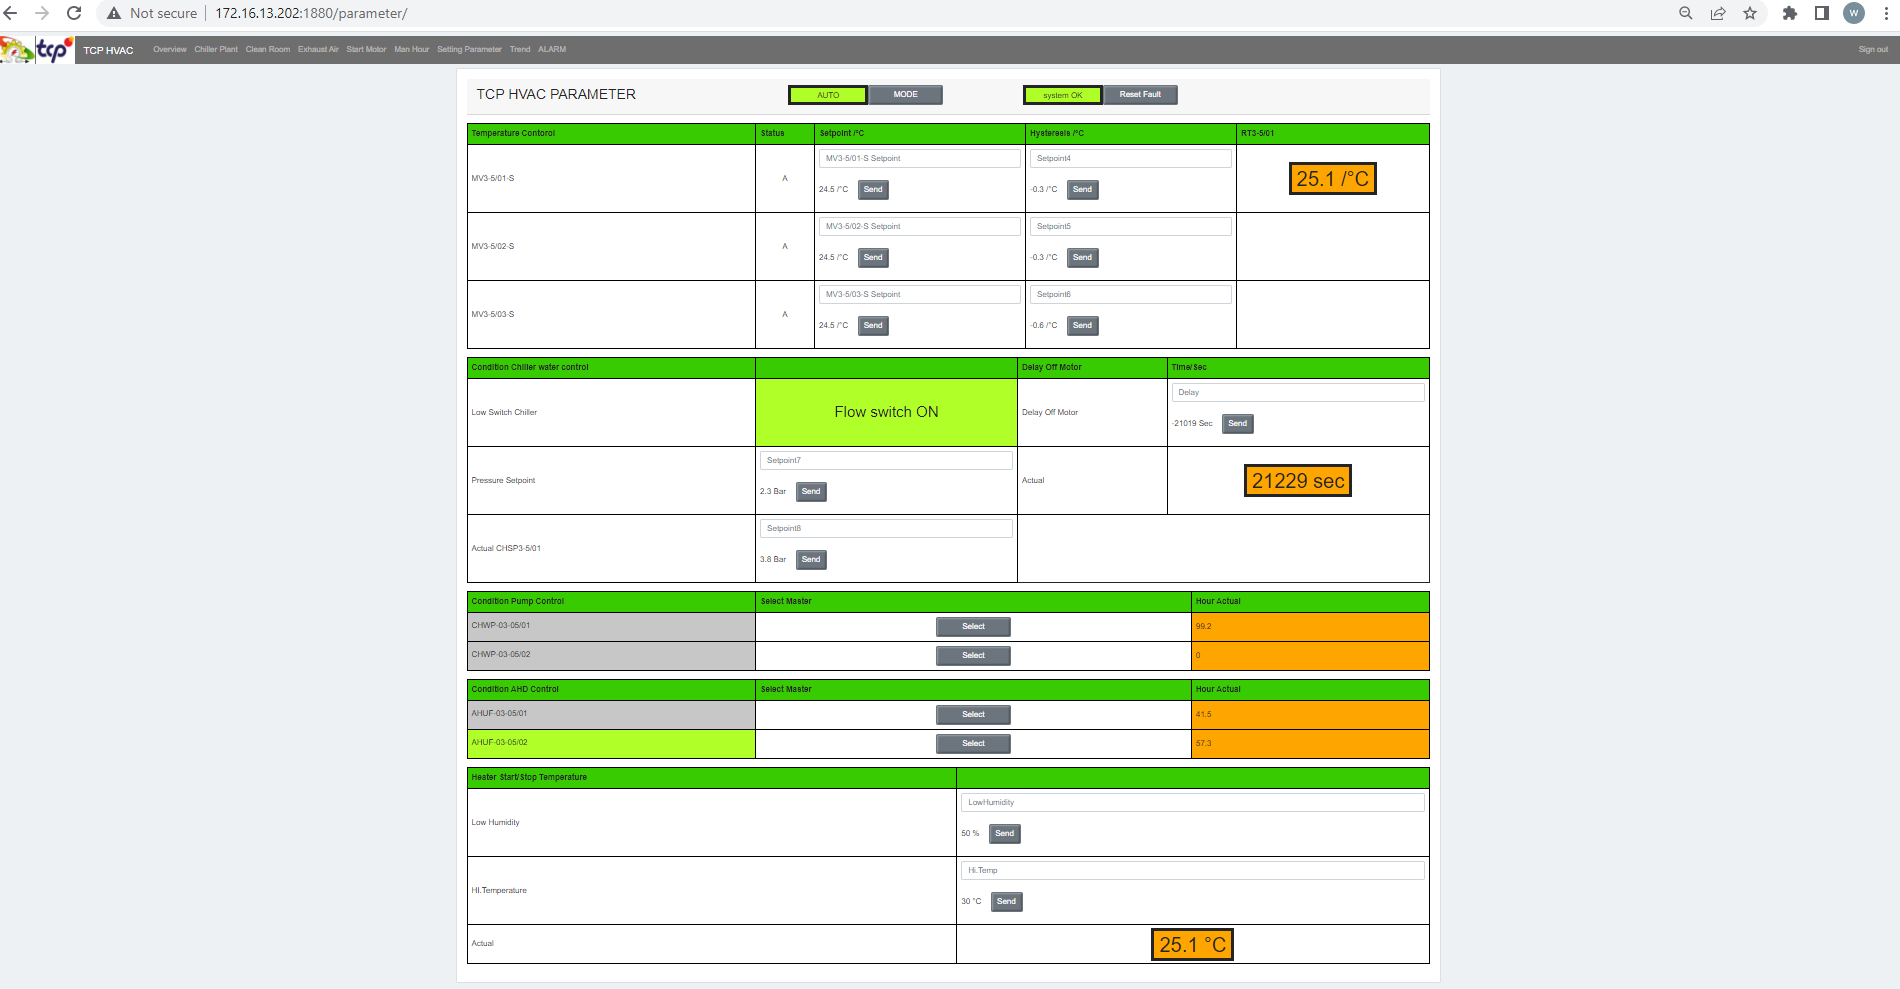 Not secure 172.16.13.202:1880/parameter/
W
tcp TCP HVAC Overview Chiller Plant Clean Room Exhaust Air Start Motor Man Hour Setting Parameter Trend ALARM Sign out
TCP HVAC PARAMETER AUTO MODE system OK Reset Fault
Temperature Contorol Status Setpoint /°C Hysteresis /°C RT3-5/01
MV3-5/01-S Setpoint Setpoint4
MV3-5/01-S A 25.1 /°C
24.5 /°C Send -0.3 /°C Send
MV3-5/02-S Setpoint Setpoint5
MV3-5/02-S A
24.5 /°C Send -0.3 /°C Send
MV3-5/03-S Setpoint Setpoint6
MV3-5/03-S A
24.5 /°C Send -0.6 /°C Send
Condition Chiller water control Delay Off Motor Time/Sec
Delay
Low Switch Chiller Flow switch ON Delay Off Motor
-21019 Sec Send
Setpoint7
Pressure Setpoint Actual 21229 sec
2.3 Bar Send
Setpoint8
Actual CHSP3-5/01
3.8 Bar Send
Condition Pump Control Select Master Hour Actual
CHWP-03-05/01 Select 99.2
CHWP-03-05/02 Select 0
Condition AHD Control Select Master Hour Actual
AHUF-03-05/01 Select 41.5
AHUF-03-05/02 Select 57.3
Heater Start/Stop Temperature
LowHumidity
Low Humidity
50 % Send
Hi.Temp
HI.Temperature
30 °C Send
Actual 25.1 °C